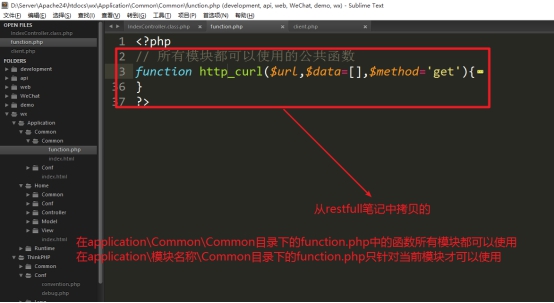 D:\Server\Apache24\htdocs\wx\Application\Common\Common\function.php (development, api, web, WeChat, demo, wx) - Sublime Text
文件(F) 编辑(E) 选择(S) 查找(I) 查看(V) 转到(G) 工具(T) 项目(P) 首选项(N) 帮助(H)
OPEN FILES
IndexController.class.php
function.php
client.php
FOLDERS
development
api
web
WeChat
demo
wx
Application
Common
Common
function.php
index.html
Conf
index.html
Home
Common
Conf
Controller
Model
View
index.html
Runtime
ThinkPHP
Common
Conf
convention.php
debug.php
IndexController.class.php
function.php
client.php
1 <?php
2 // 所有模块都可以使用的公共函数
3 function http_curl($url,$data=[],$method='get'){
36 }
37 ?>
从restfull笔记中拷贝的
在application\Common\Common目录下的function.php中的函数所有模块都可以使用
在application\模块名称\Common目录下的function.php只针对当前模块才可以使用